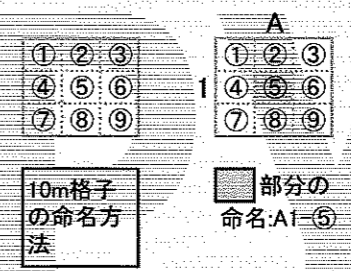 A
①②③ ①②③
④⑤⑥ 1 ④⑤⑥
⑦⑧⑨ ⑦⑧⑨
10m格子
の命名方
法
部分の
命名:A1-⑤